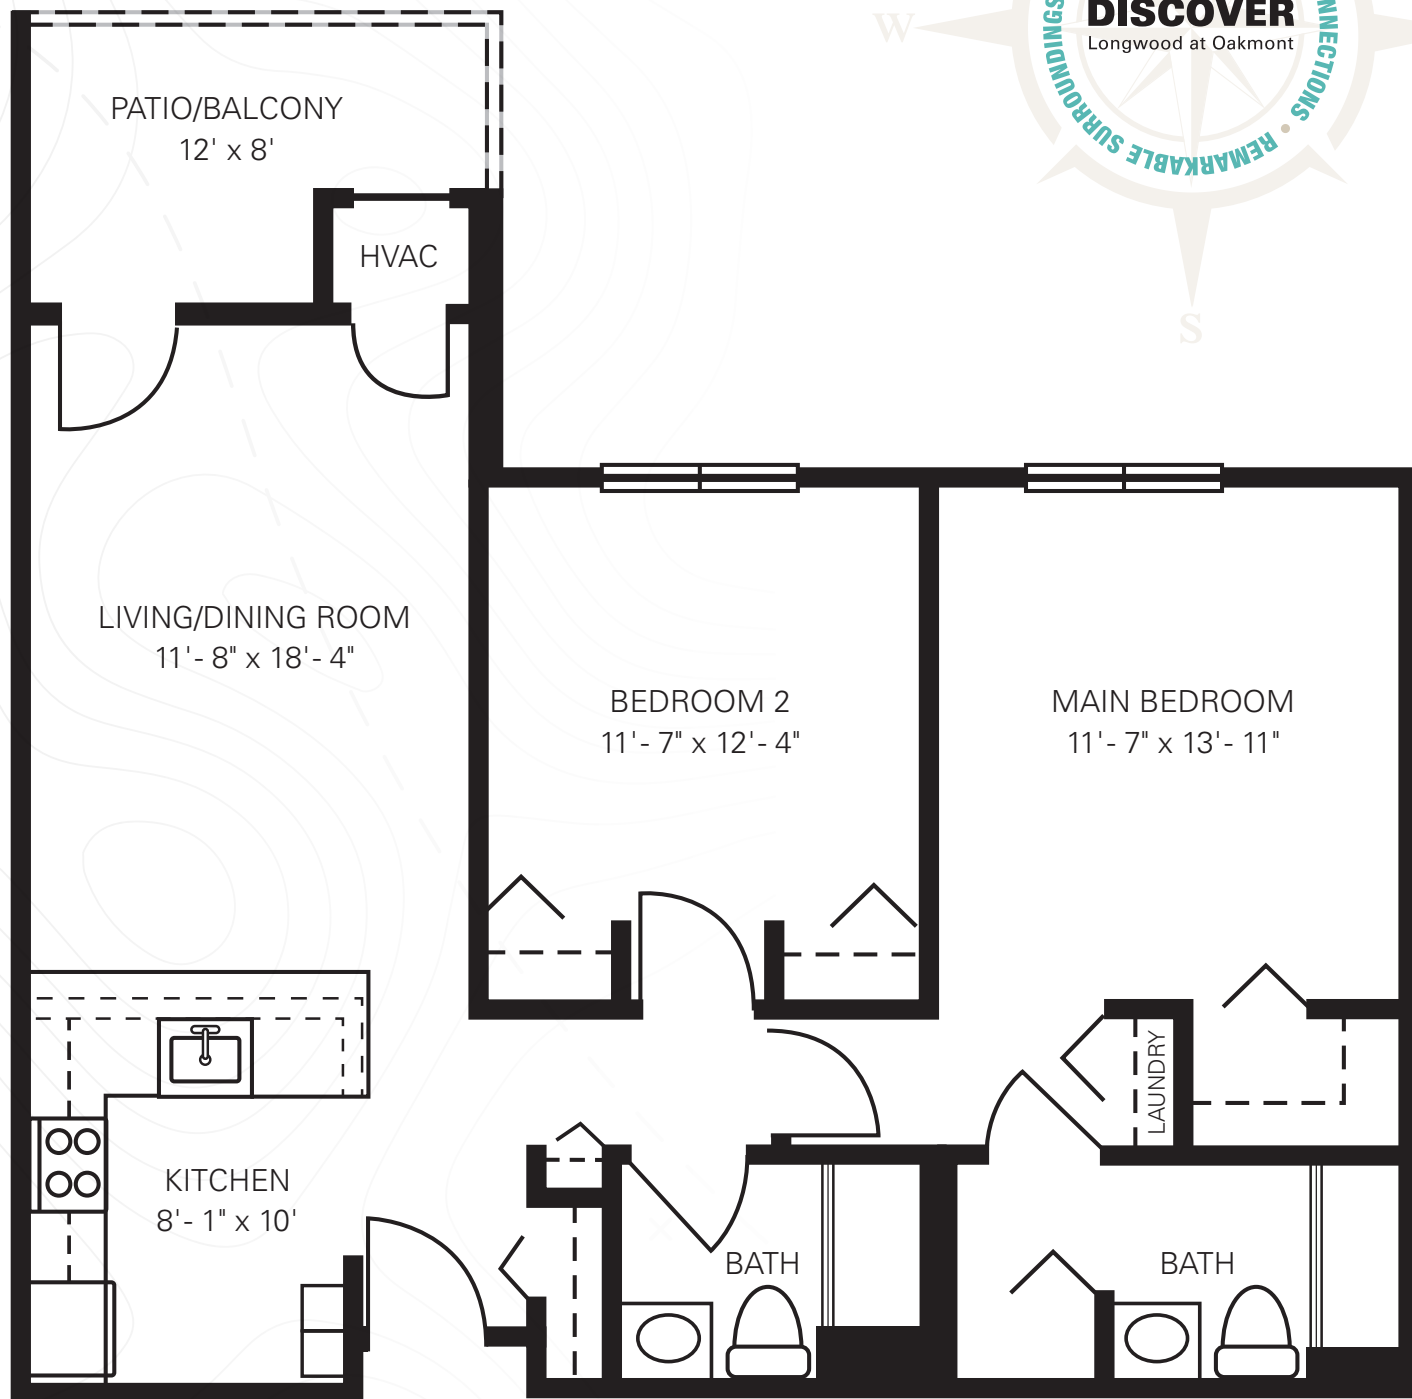 W
DISCOVER
Longwood at Oakmont
REMARKABLE SURROUNDINGS
•
S
PATIO/BALCONY
12' x 8'
HVAC
LIVING/DINING ROOM
11'- 8" x 18'- 4"
BEDROOM 2
11'- 7" x 12'- 4"
MAIN BEDROOM
11'- 7" x 13'- 11"
LAUNDRY
KITCHEN
8'- 1" x 10'
BATH
BATH